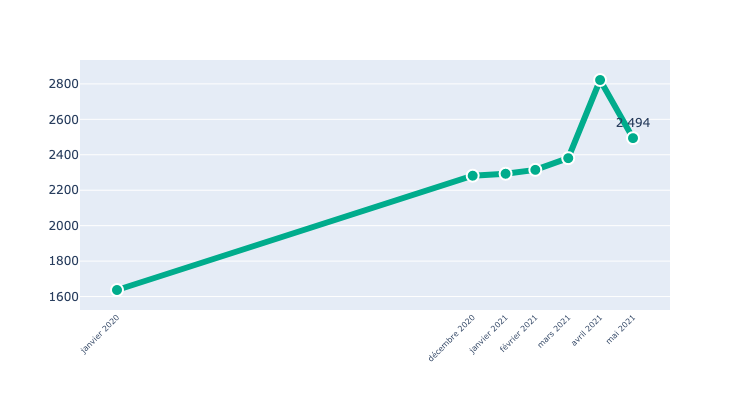 2800
2600
2 494
2400
2200
2000
1800
1600
janvier 2020
décembre 2020
janvier 2021
février 2021
mars 2021
avril 2021
mai 2021